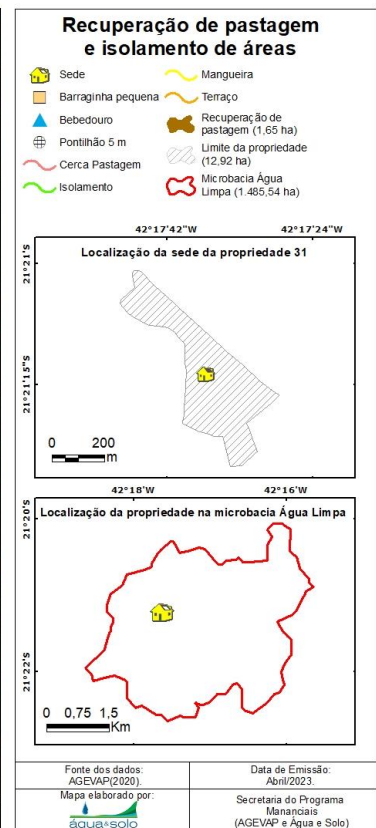 Recuperação de pastagem
e isolamento de áreas
Sede
Mangueira
Barraginha pequena
Terraço
Bebedouro
Recuperação de
pastagem (1,65 ha)
Pontilhão 5 m
Limite da propriedade
(12,92 ha)
Cerca Pastagem
Microbacia Água
Limpa (1.485,54 ha)
Isolamento
42°17'42"W
42°17'24"W
21°21'S
Localização da sede da propriedade 31
21°21'15"S
0 200
m
42°18'W
42°16'W
21°20'S
Localização da propriedade na microbacia Água Limpa
21°22'S
0 0,75 1,5
Km
Fonte dos dados:
AGEVAP(2020).
Data de Emissão:
Abril/2023.
Mapa elaborado por:
água e solo
Secretaria do Programa
Mananciais
(AGEVAP e Água e Solo)